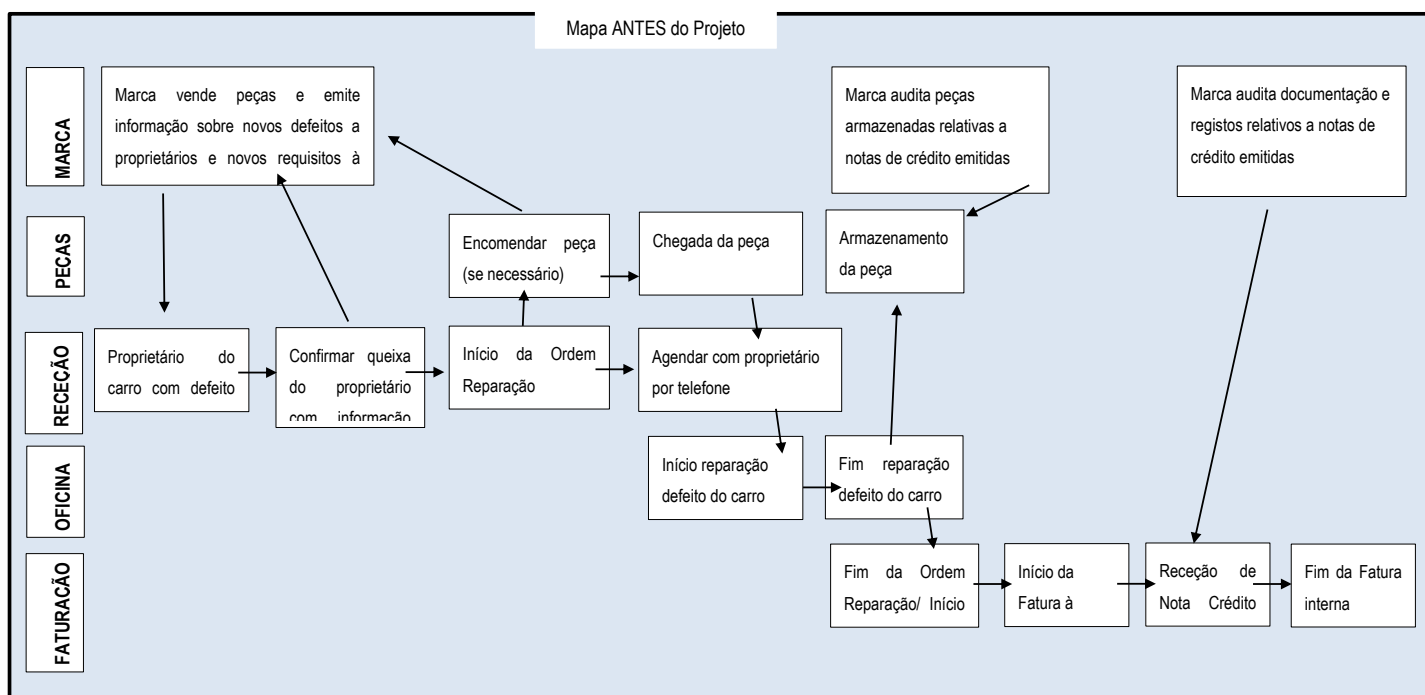 Mapa ANTES do Projeto
MARCA
Marca vende peças e emite
informação sobre novos defeitos a
proprietários e novos requisitos à
Marca audita peças
armazenadas relativas a
notas de crédito emitidas
Marca audita documentação e
registos relativos a notas de
crédito emitidas
PECAS
Encomendar peça
(se necessário)
Chegada da peça
Armazenamento
da peça
RECEÇÃO
Proprietário do
carro com defeito
Confirmar queixa
do proprietário
com informação
Início da Ordem
Reparação
Agendar com proprietário
por telefone
OFICINA
Início reparação
defeito do carro
Fim reparação
defeito do carro
FATURAÇÃO
Fim da Ordem
Reparação/ Início
Início da
Fatura à
Receção de
Nota Crédito
Fim da Fatura
interna